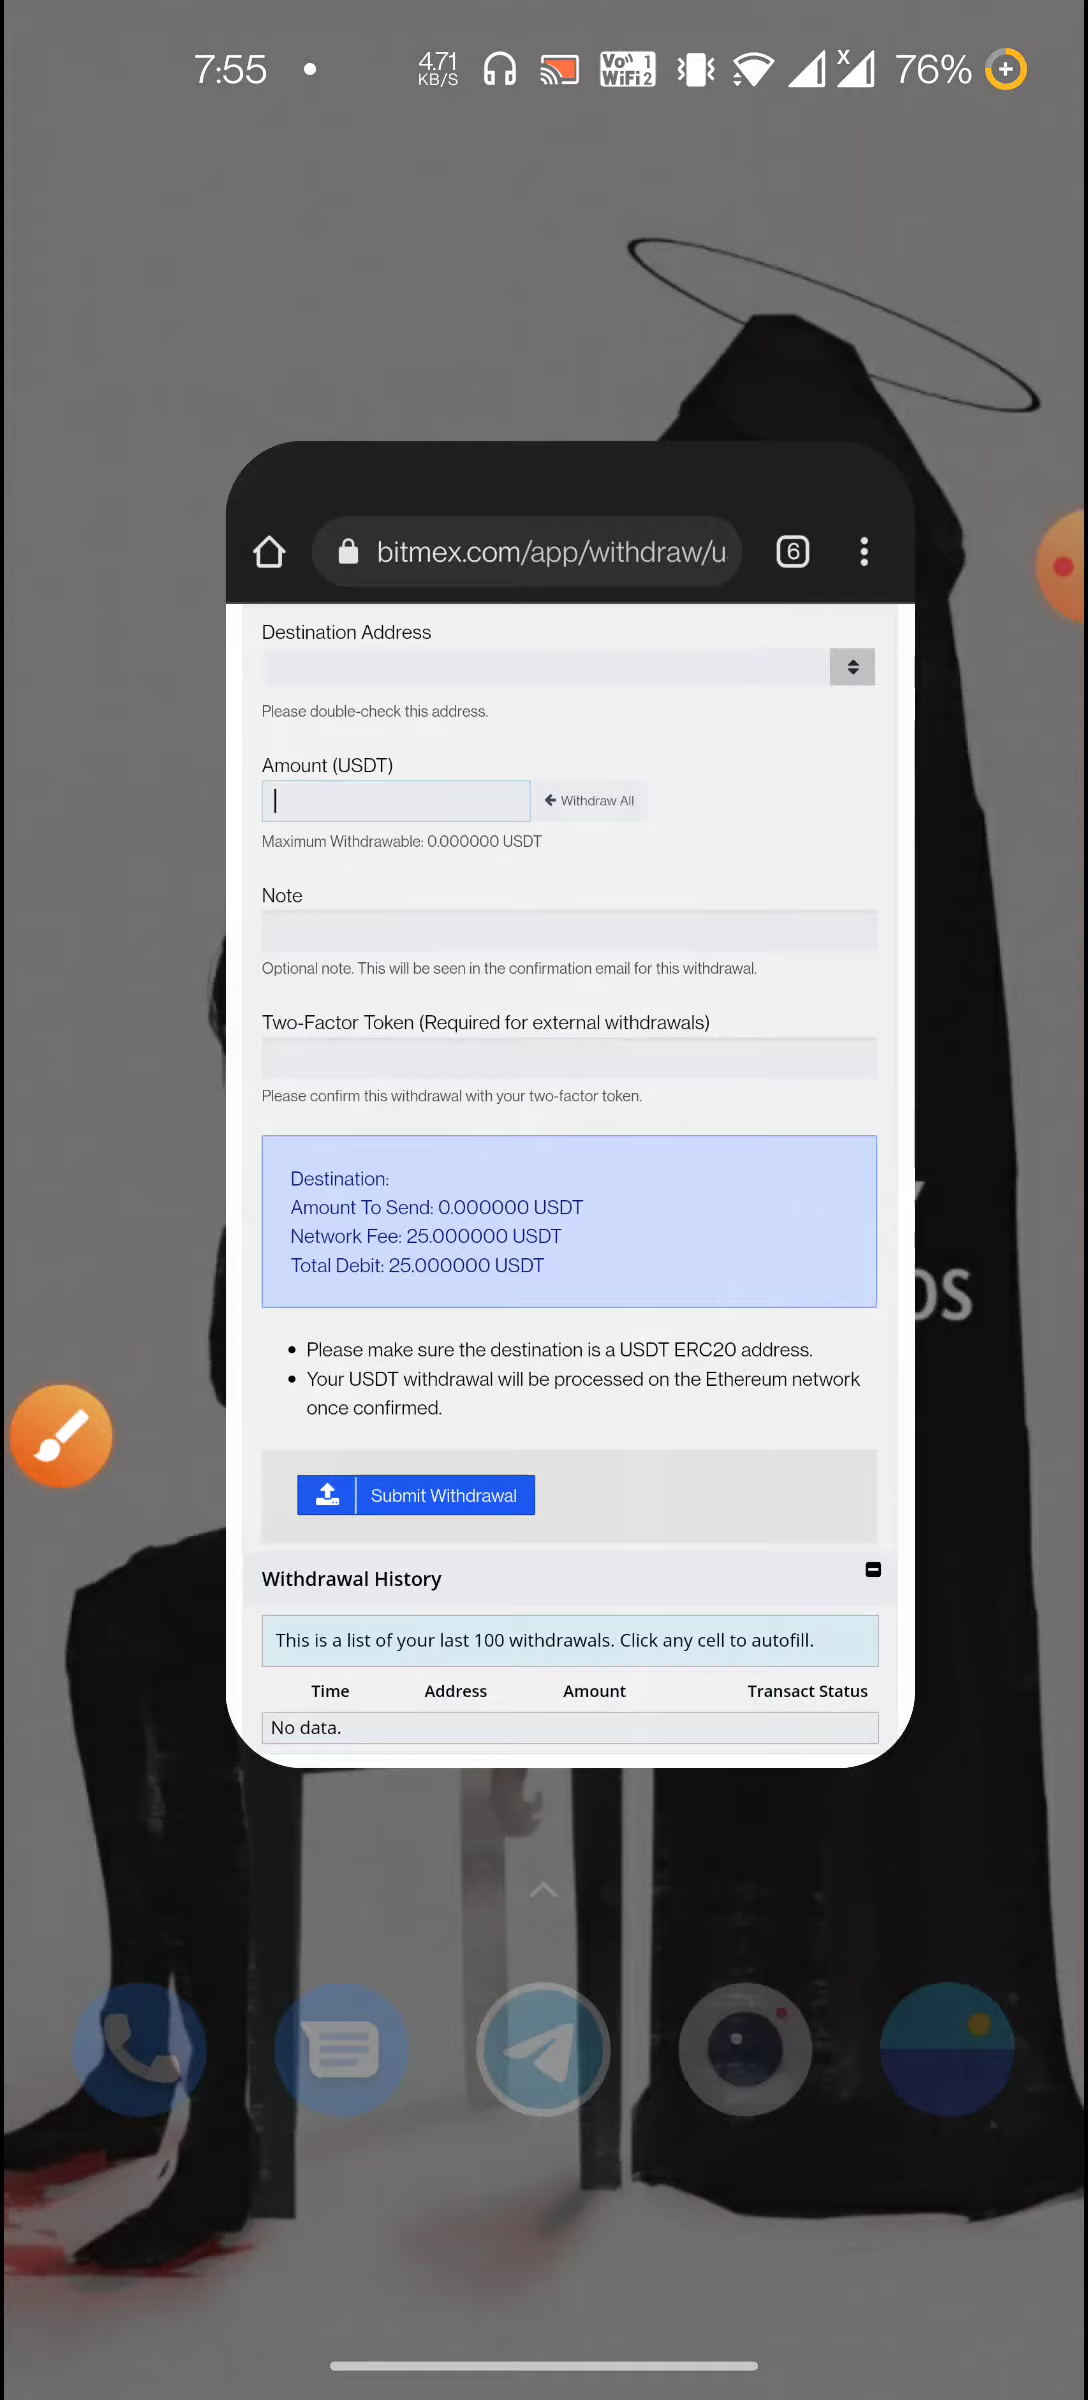 7:55
4.71
KB/S
Vo 1
WiFi 2
X
76%
bitmex.com/app/withdraw/u
6
Destination Address
Please double-check this address.
Amount (USDT)
Withdraw All
Maximum Withdrawable: 0.000000 USDT
Note
Optional note. This will be seen in the confirmation email for this withdrawal.
Two-Factor Token (Required for external withdrawals)
Please confirm this withdrawal with your two-factor token.
Destination:
Amount To Send: 0.000000 USDT
Network Fee: 25.000000 USDT
Total Debit: 25.000000 USDT
• Please make sure the destination is a USDT ERC20 address.
• Your USDT withdrawal will be processed on the Ethereum network
once confirmed.
Submit Withdrawal
Withdrawal History
This is a list of your last 100 withdrawals. Click any cell to autofill.
Time Address Amount Transact Status
No data.